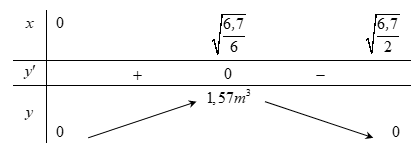 x 0 √(6,7/6) √(6,7/2)
y' + 0 −
1,57m³
y
0 0